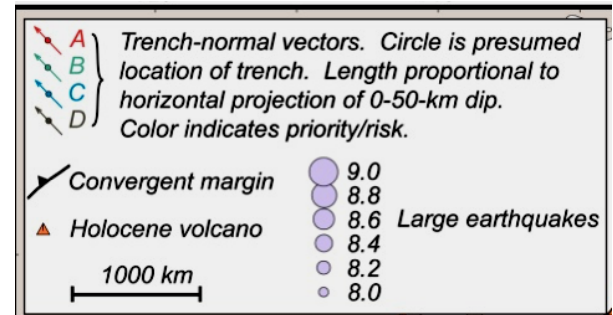 A
B
C
D
Trench-normal vectors. Circle is presumed
location of trench. Length proportional to
horizontal projection of 0-50-km dip.
Color indicates priority/risk.
Convergent margin
Holocene volcano
1000 km
9.0
8.8
8.6
8.4
8.2
8.0
Large earthquakes